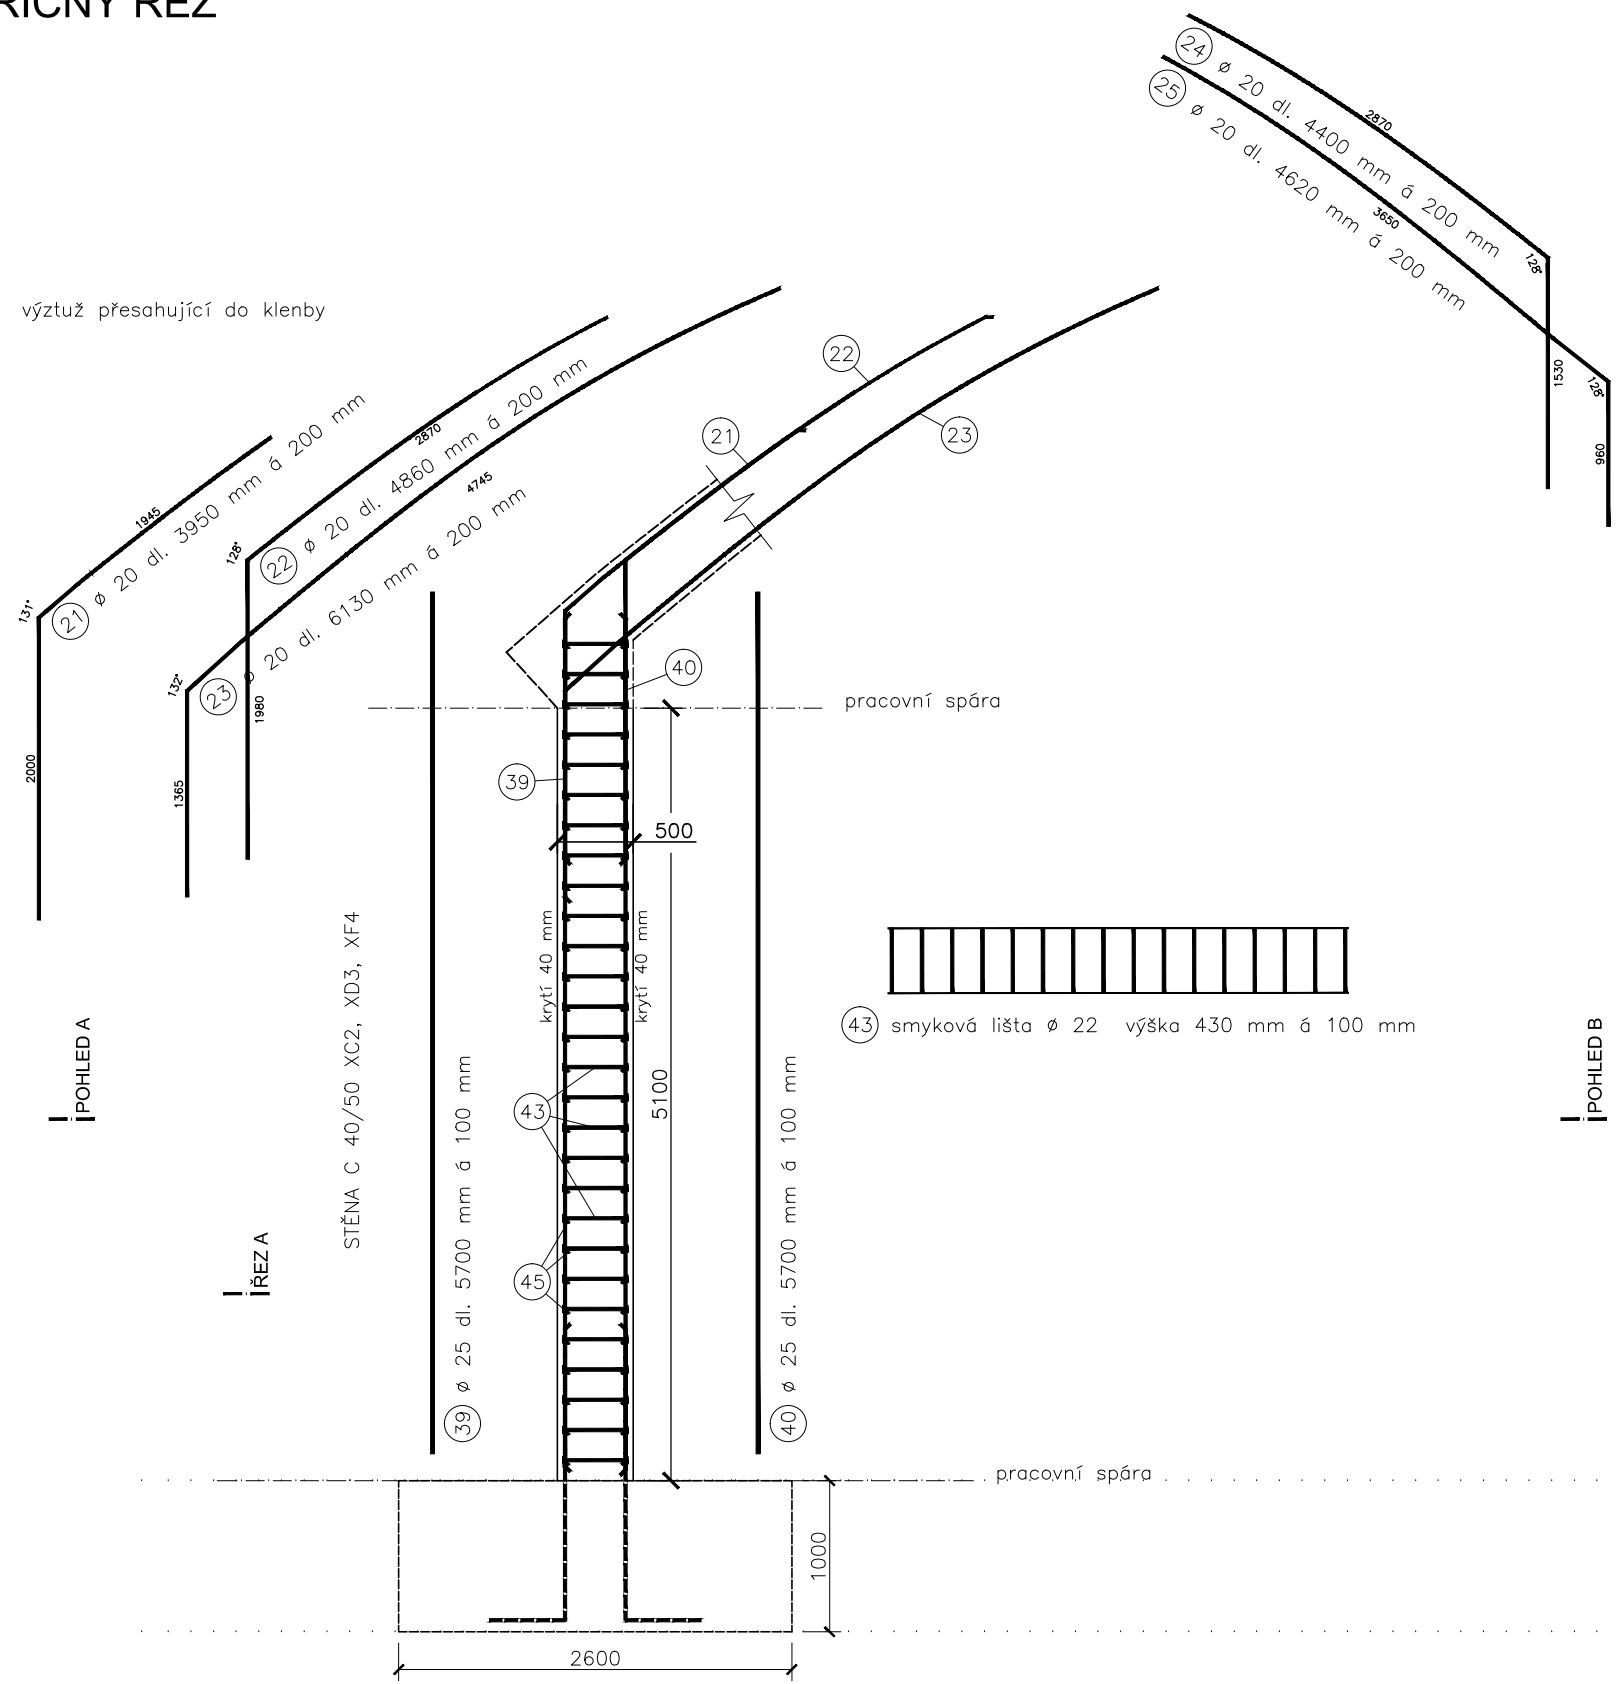 24 ø 20 dl. 4400 mm á 200 mm
2870
128°
1530
25 ø 20 dl. 4620 mm á 200 mm
3650
128°
960
výztuž přesahující do klenby
21 ø 20 dl. 3950 mm á 200 mm
1945
131°
2000
22 ø 20 dl. 4860 mm á 200 mm
2870
128°
1980
23 ø 20 dl. 6130 mm á 200 mm
4745
132°
1365
22
21
23
40
pracovní spára
39
500
krytí 40 mm
krytí 40 mm
5100
STĚNA C 40/50 XC2, XD3, XF4
39 ø 25 dl. 5700 mm á 100 mm
40 ø 25 dl. 5700 mm á 100 mm
43 smyková lišta ø 22 výška 430 mm á 100 mm
POHLED A
POHLED B
ŘEZ A
43
45
pracovní spára
1000
2600